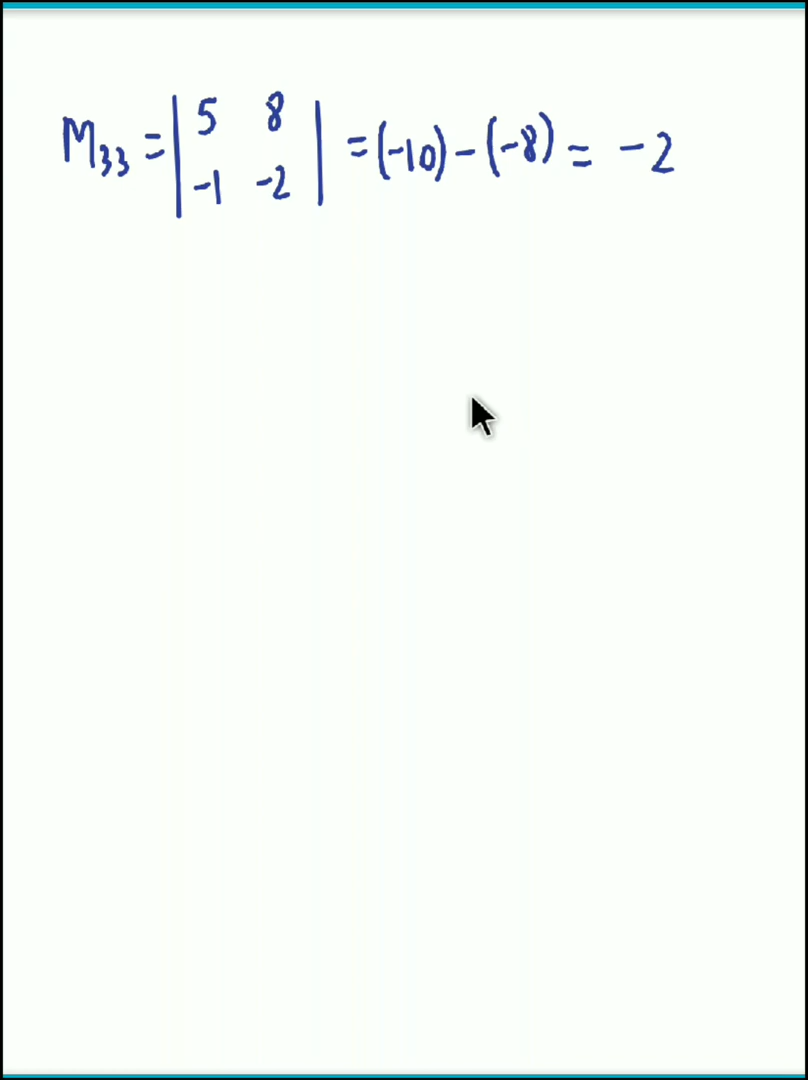 M₃₃ = | 5 8 | = (-10) - (-8) = -2
| -1 -2 |